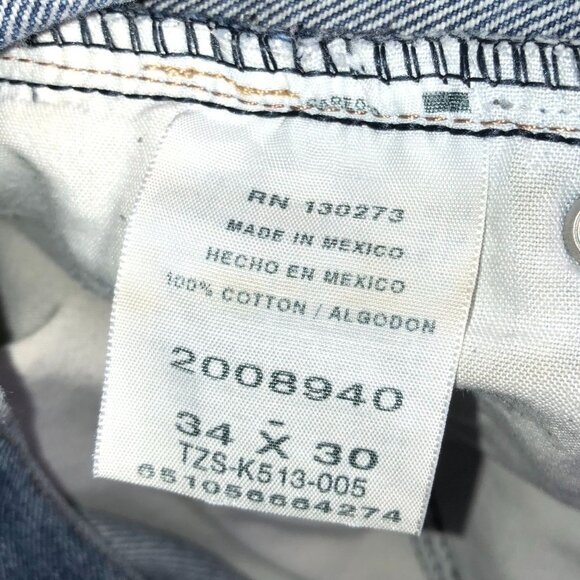 RN 130273
MADE IN MEXICO
HECHO EN MEXICO
100% COTTON / ALGODON
2008940
-
34 X 30
TZS-K513-005
651056664274